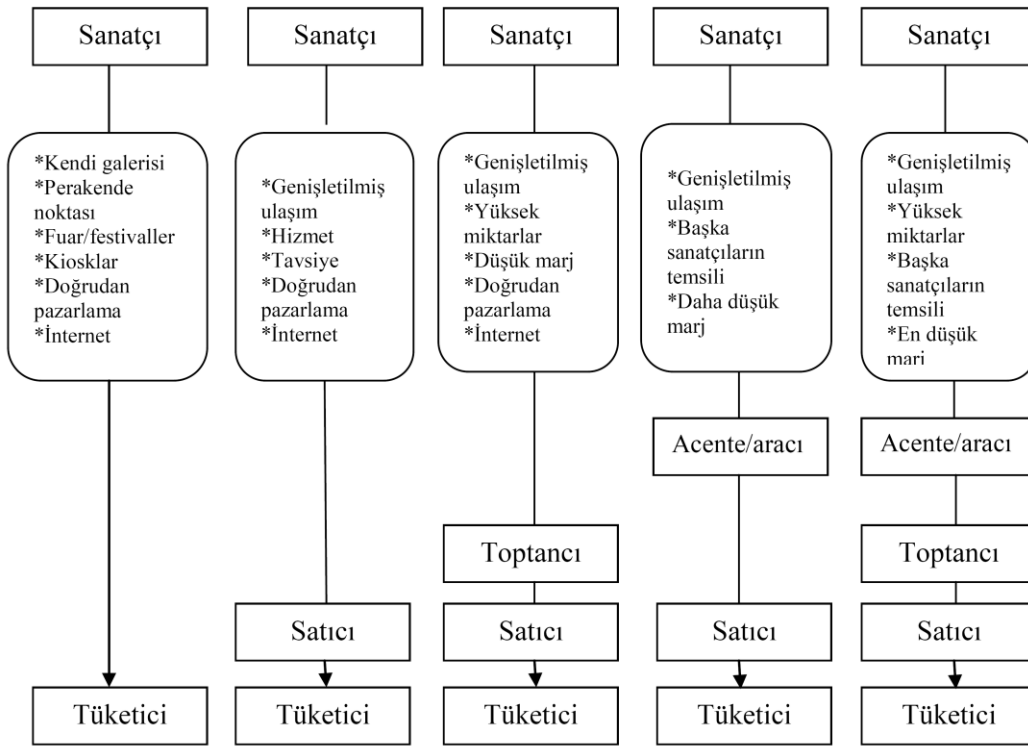 Sanatçı
*Kendi galerisi
*Perakende
noktası
*Fuar/festivaller
*Kiosklar
*Doğrudan
pazarlama
*İnternet
Tüketici
Sanatçı
*Genişletilmiş
ulaşım
*Hizmet
*Tavsiye
*Doğrudan
pazarlama
*İnternet
Satıcı
Tüketici
Sanatçı
*Genişletilmiş
ulaşım
*Yüksek
miktarlar
*Düşük marj
*Doğrudan
pazarlama
*İnternet
Toptancı
Satıcı
Tüketici
Sanatçı
*Genişletilmiş
ulaşım
*Başka
sanatçıların
temsili
*Daha düşük
marj
Acente/aracı
Satıcı
Tüketici
Sanatçı
*Genişletilmiş
ulaşım
*Yüksek
miktarlar
*Başka
sanatçıların
temsili
*En düşük
marj
Acente/aracı
Toptancı
Satıcı
Tüketici